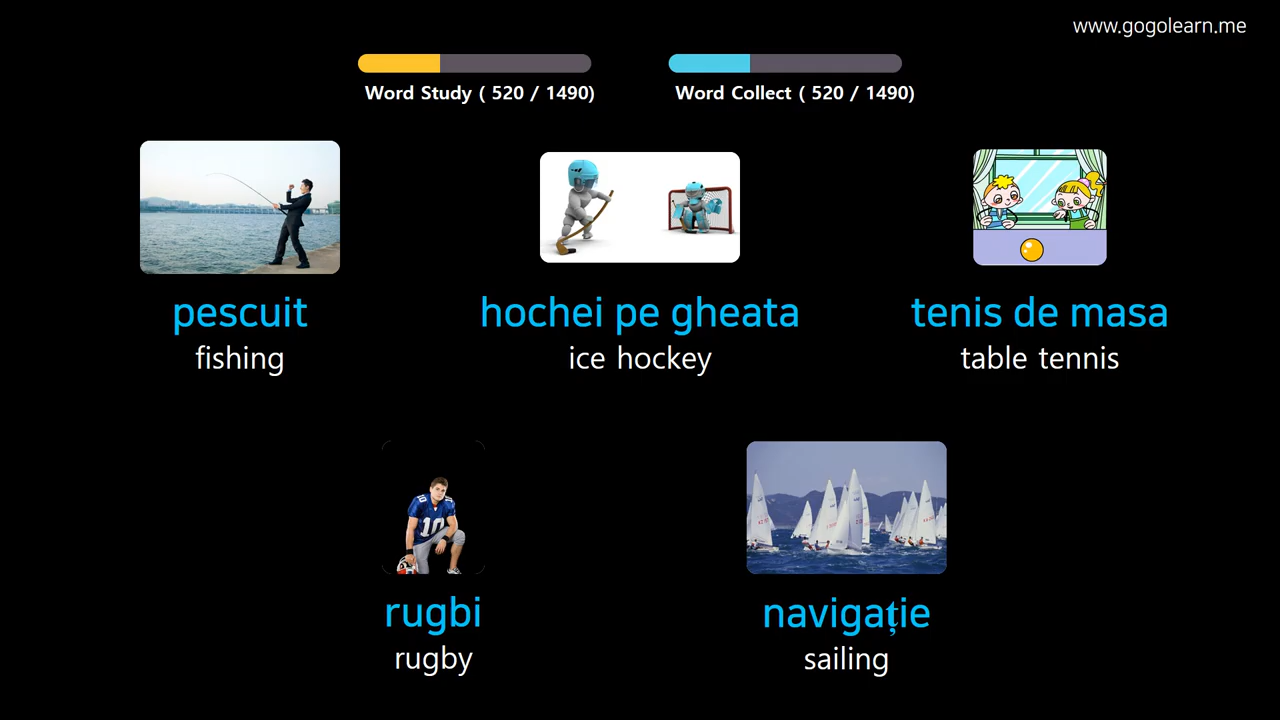 www.gogolearn.me
Word Study ( 520 / 1490)
Word Collect ( 520 / 1490)
pescuit
fishing
hochei pe gheata
ice hockey
tenis de masa
table tennis
10
rugbi
rugby
navigație
sailing